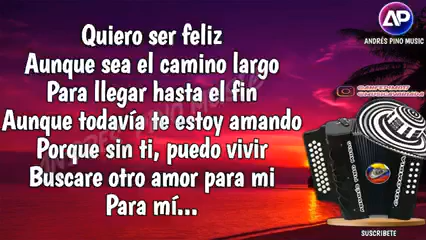 AP
ANDRÉS PINO MUSIC
Quiero ser feliz
Aunque sea el camino largo
Para llegar hasta el fin
Aunque todavía te estoy amando
Porque sin ti, puedo vivir
Buscare otro amor para mi
Para mí...
SUSCRIBETE